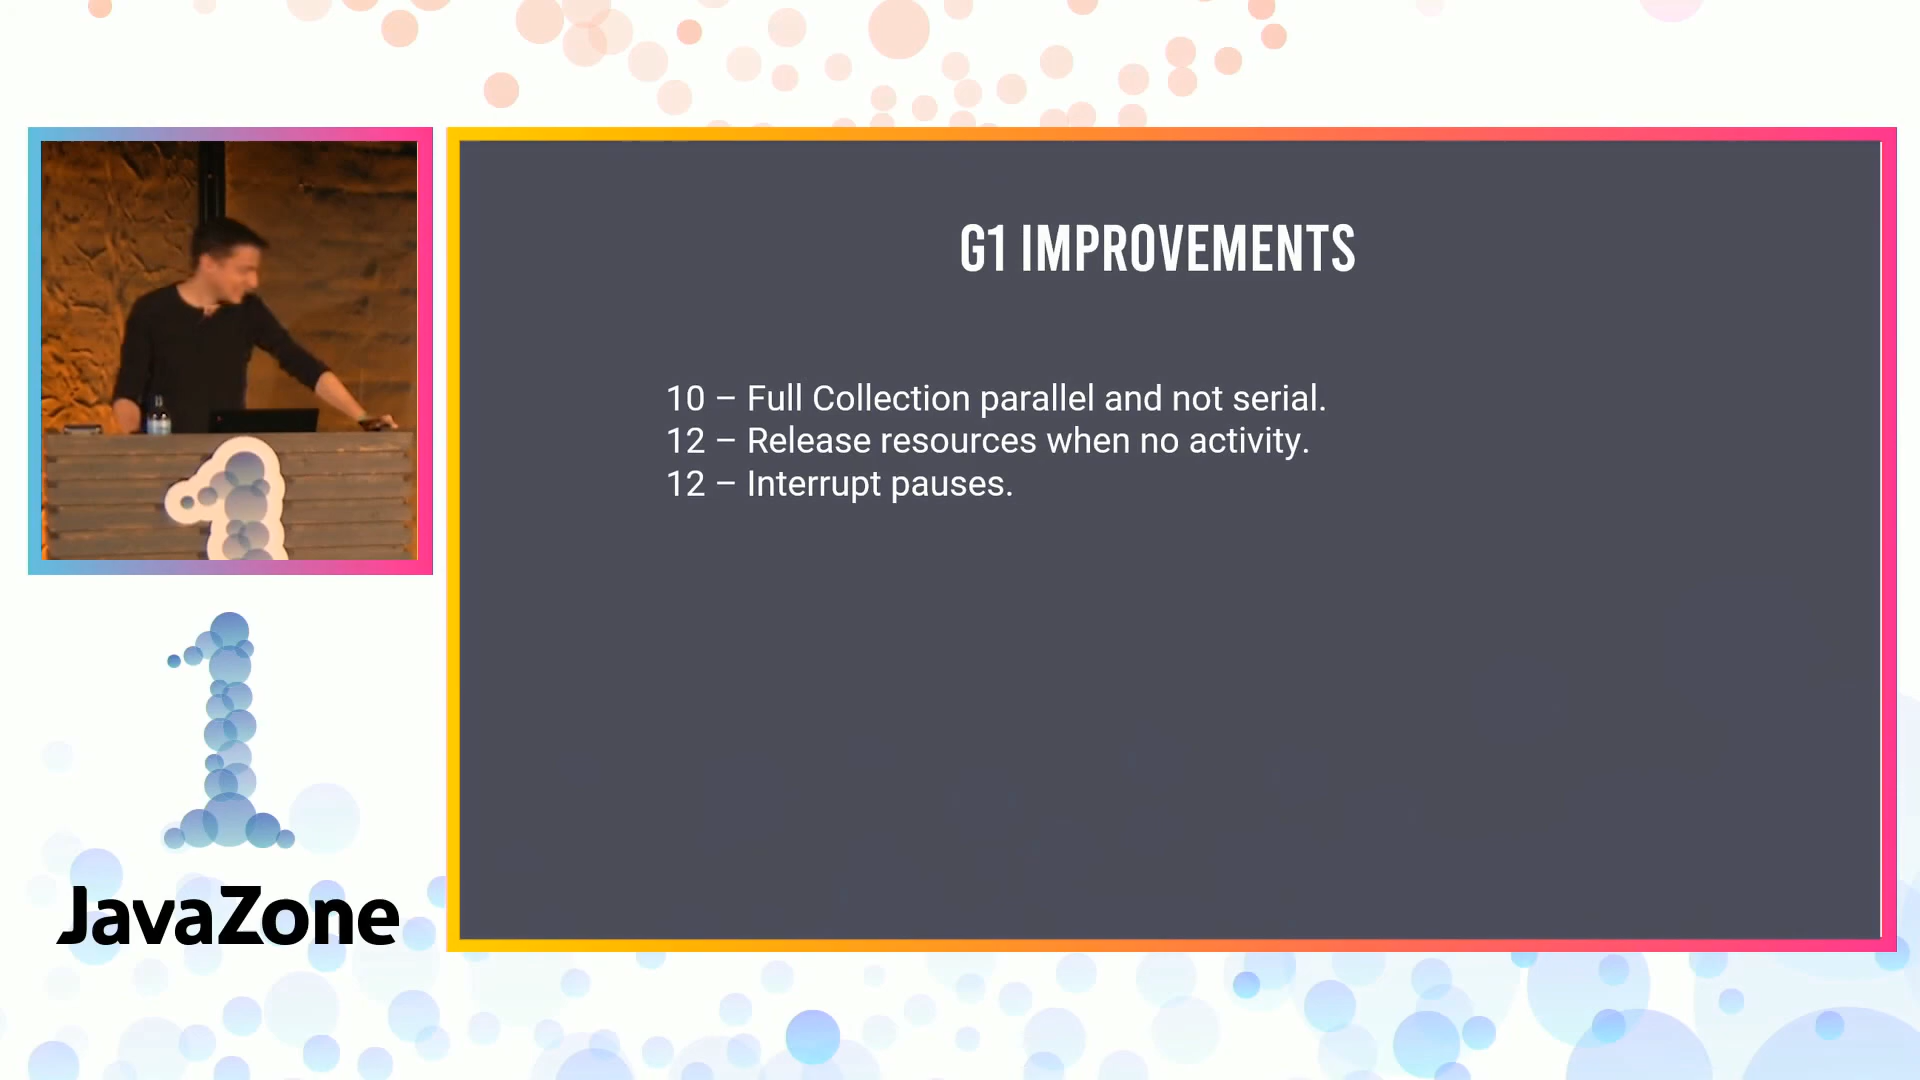 G1 IMPROVEMENTS
10 – Full Collection parallel and not serial.
12 – Release resources when no activity.
12 – Interrupt pauses.
JavaZone